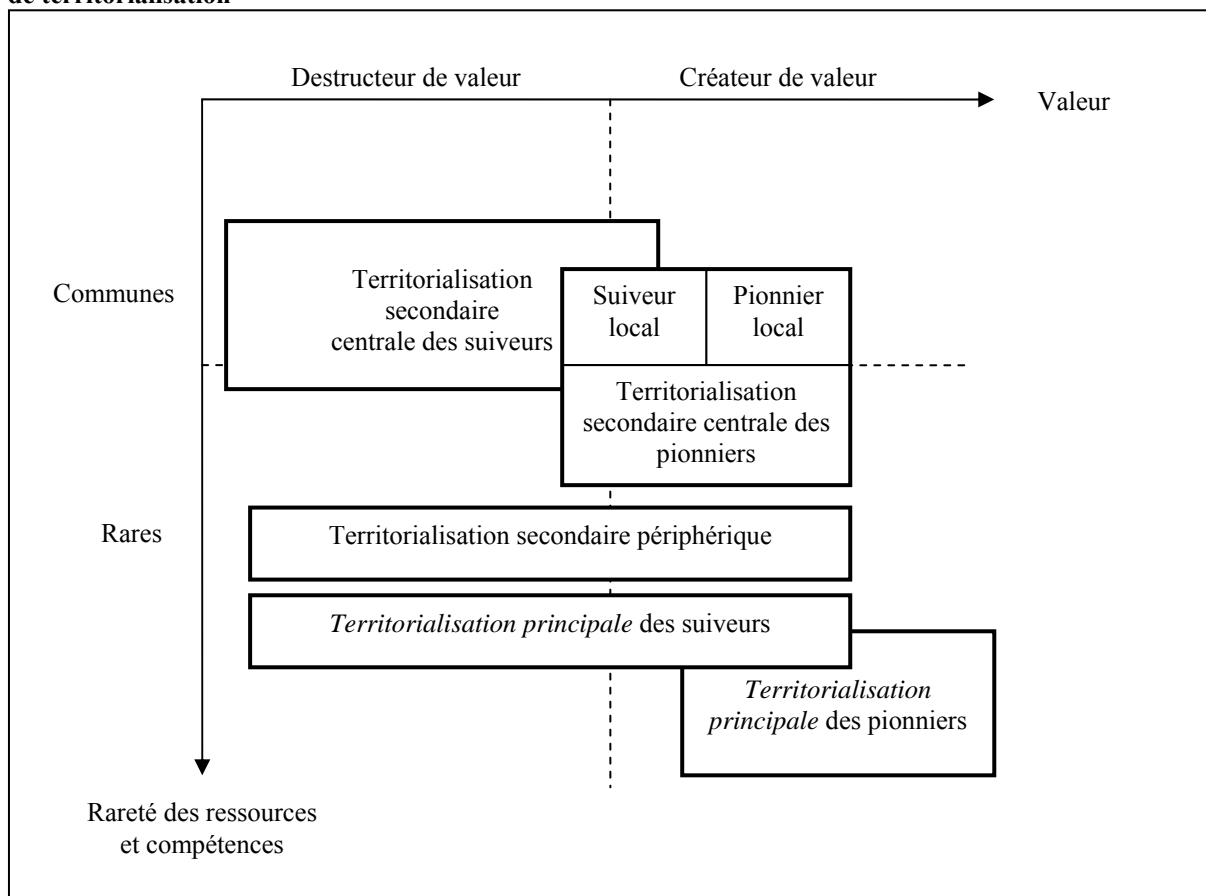 de territorialisation
Destructeur de valeur
Créateur de valeur
Valeur
Communes
Territorialisation
secondaire
centrale des suiveurs
Suiveur
local
Pionnier
local
Territorialisation
secondaire centrale des
pionniers
Rares
Territorialisation secondaire périphérique
Territorialisation principale des suiveurs
Territorialisation
principale des pionniers
Rareté des ressources
et compétences